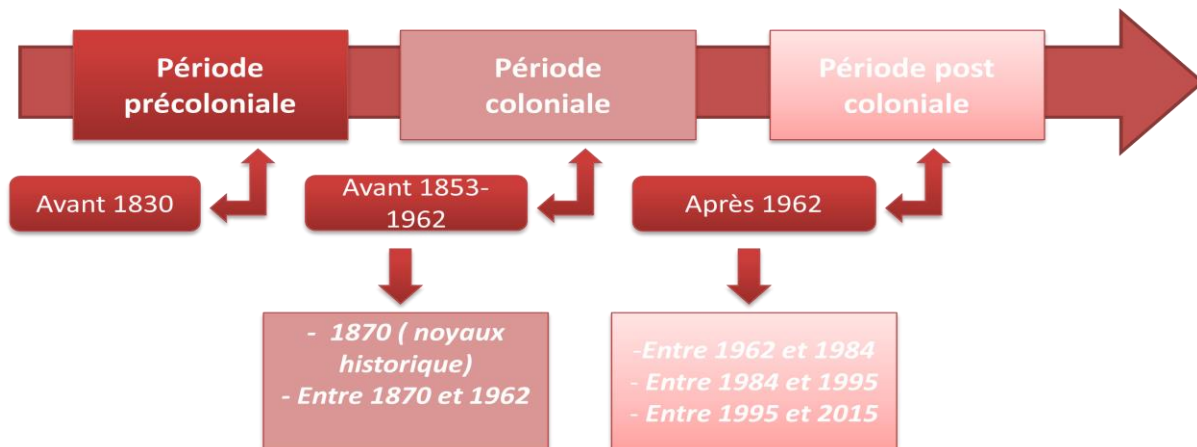 Période
précoloniale
Période
coloniale
Période post
coloniale
Avant 1830
Avant 1853-
1962
Après 1962
- 1870 ( noyaux
historique)
- Entre 1870 et 1962
-Entre 1962 et 1984
- Entre 1984 et 1995
- Entre 1995 et 2015